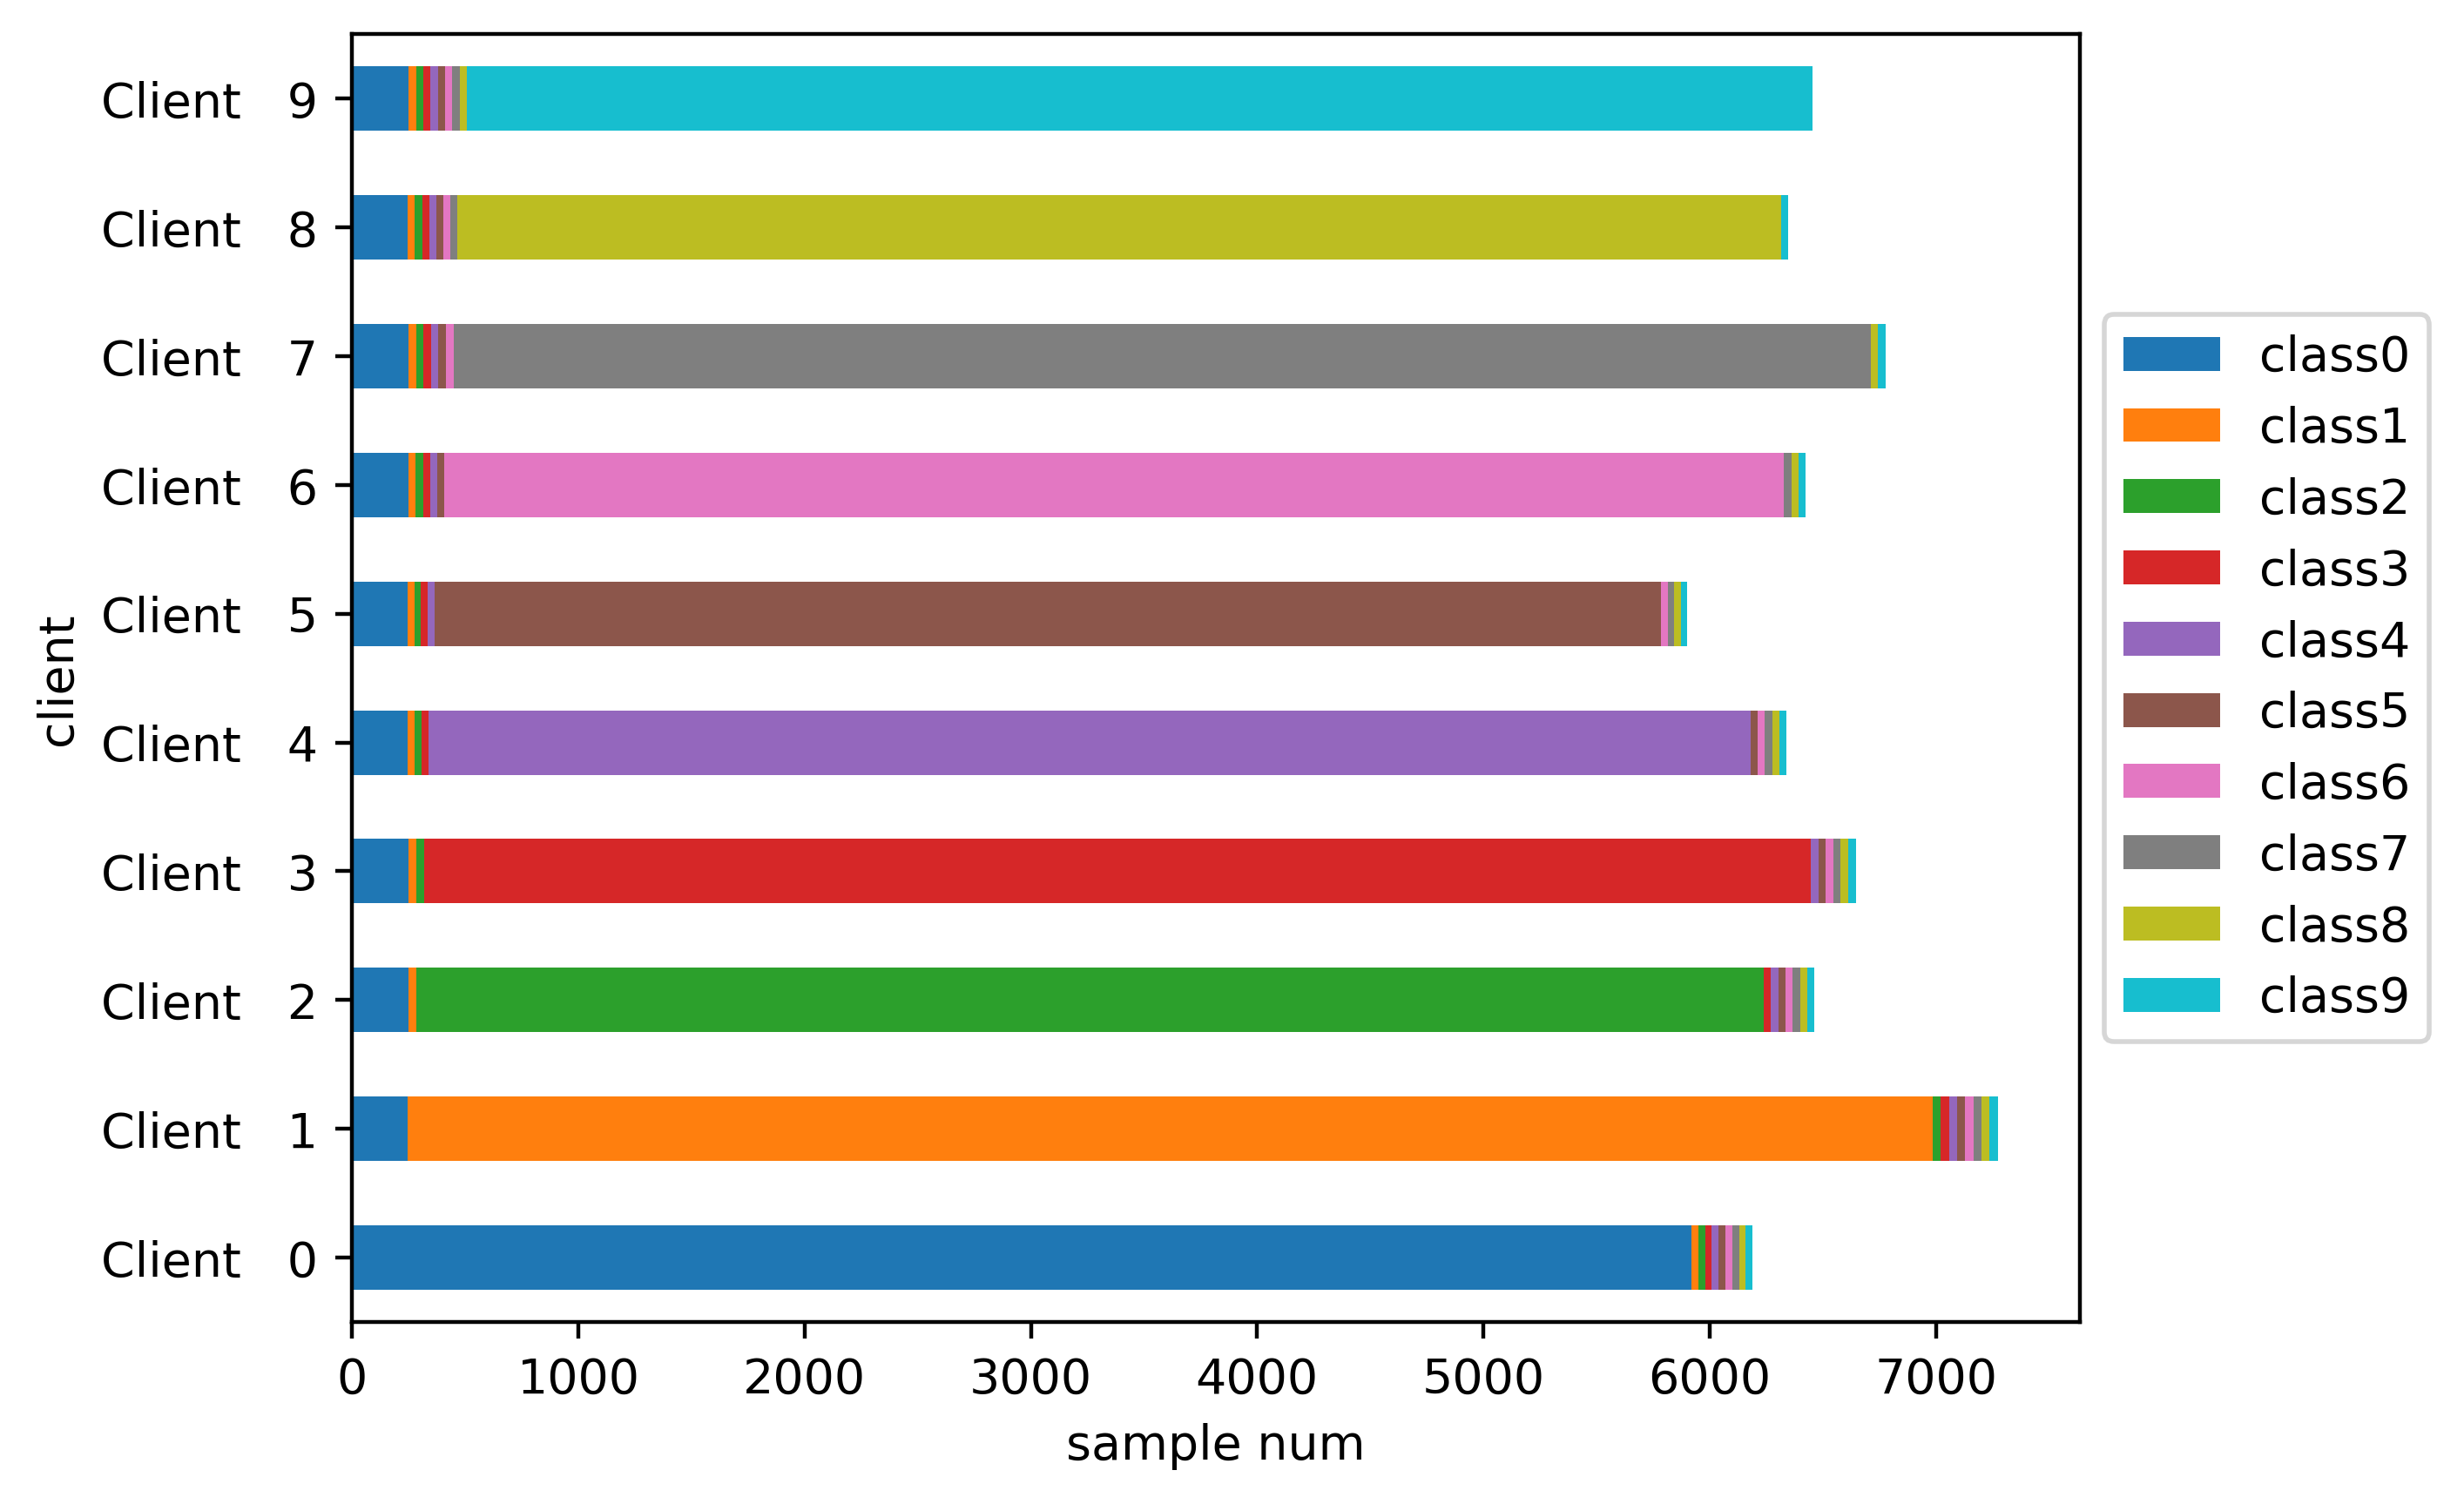 client
Client 9
Client 8
Client 7
Client 6
Client 5
Client 4
Client 3
Client 2
Client 1
Client 0
0 1000 2000 3000 4000 5000 6000 7000
sample num
class0
class1
class2
class3
class4
class5
class6
class7
class8
class9